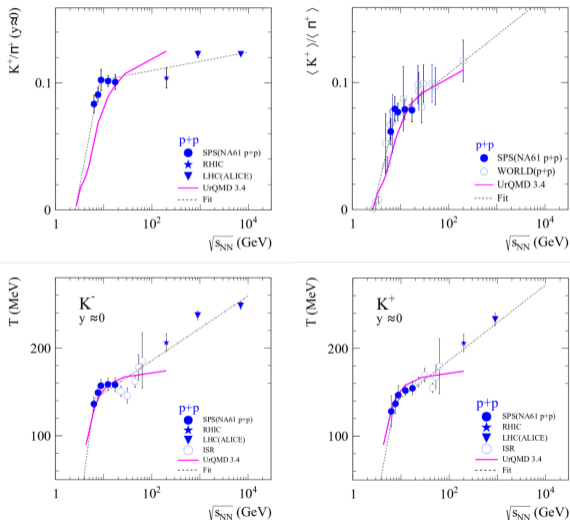 K⁺/π⁺ (y≈0)
0.1
0
p+p
SPS(NA61 p+p)
RHIC
LHC(ALICE)
UrQMD 3.4
Fit
1
10²
10⁴
√s_NN (GeV)
⟨K⁺⟩/⟨π⁺⟩
0.1
0
p+p
SPS(NA61 p+p)
WORLD(p+p)
UrQMD 3.4
Fit
1
10²
10⁴
√s_NN (GeV)
T (MeV)
K⁻
y ≈0
200
100
p+p
SPS(NA61 p+p)
RHIC
LHC(ALICE)
ISR
UrQMD 3.4
Fit
1
10²
10⁴
√s_NN (GeV)
T (MeV)
K⁺
y ≈0
200
100
p+p
SPS(NA61 p+p)
RHIC
LHC(ALICE)
ISR
UrQMD 3.4
Fit
1
10²
10⁴
√s_NN (GeV)